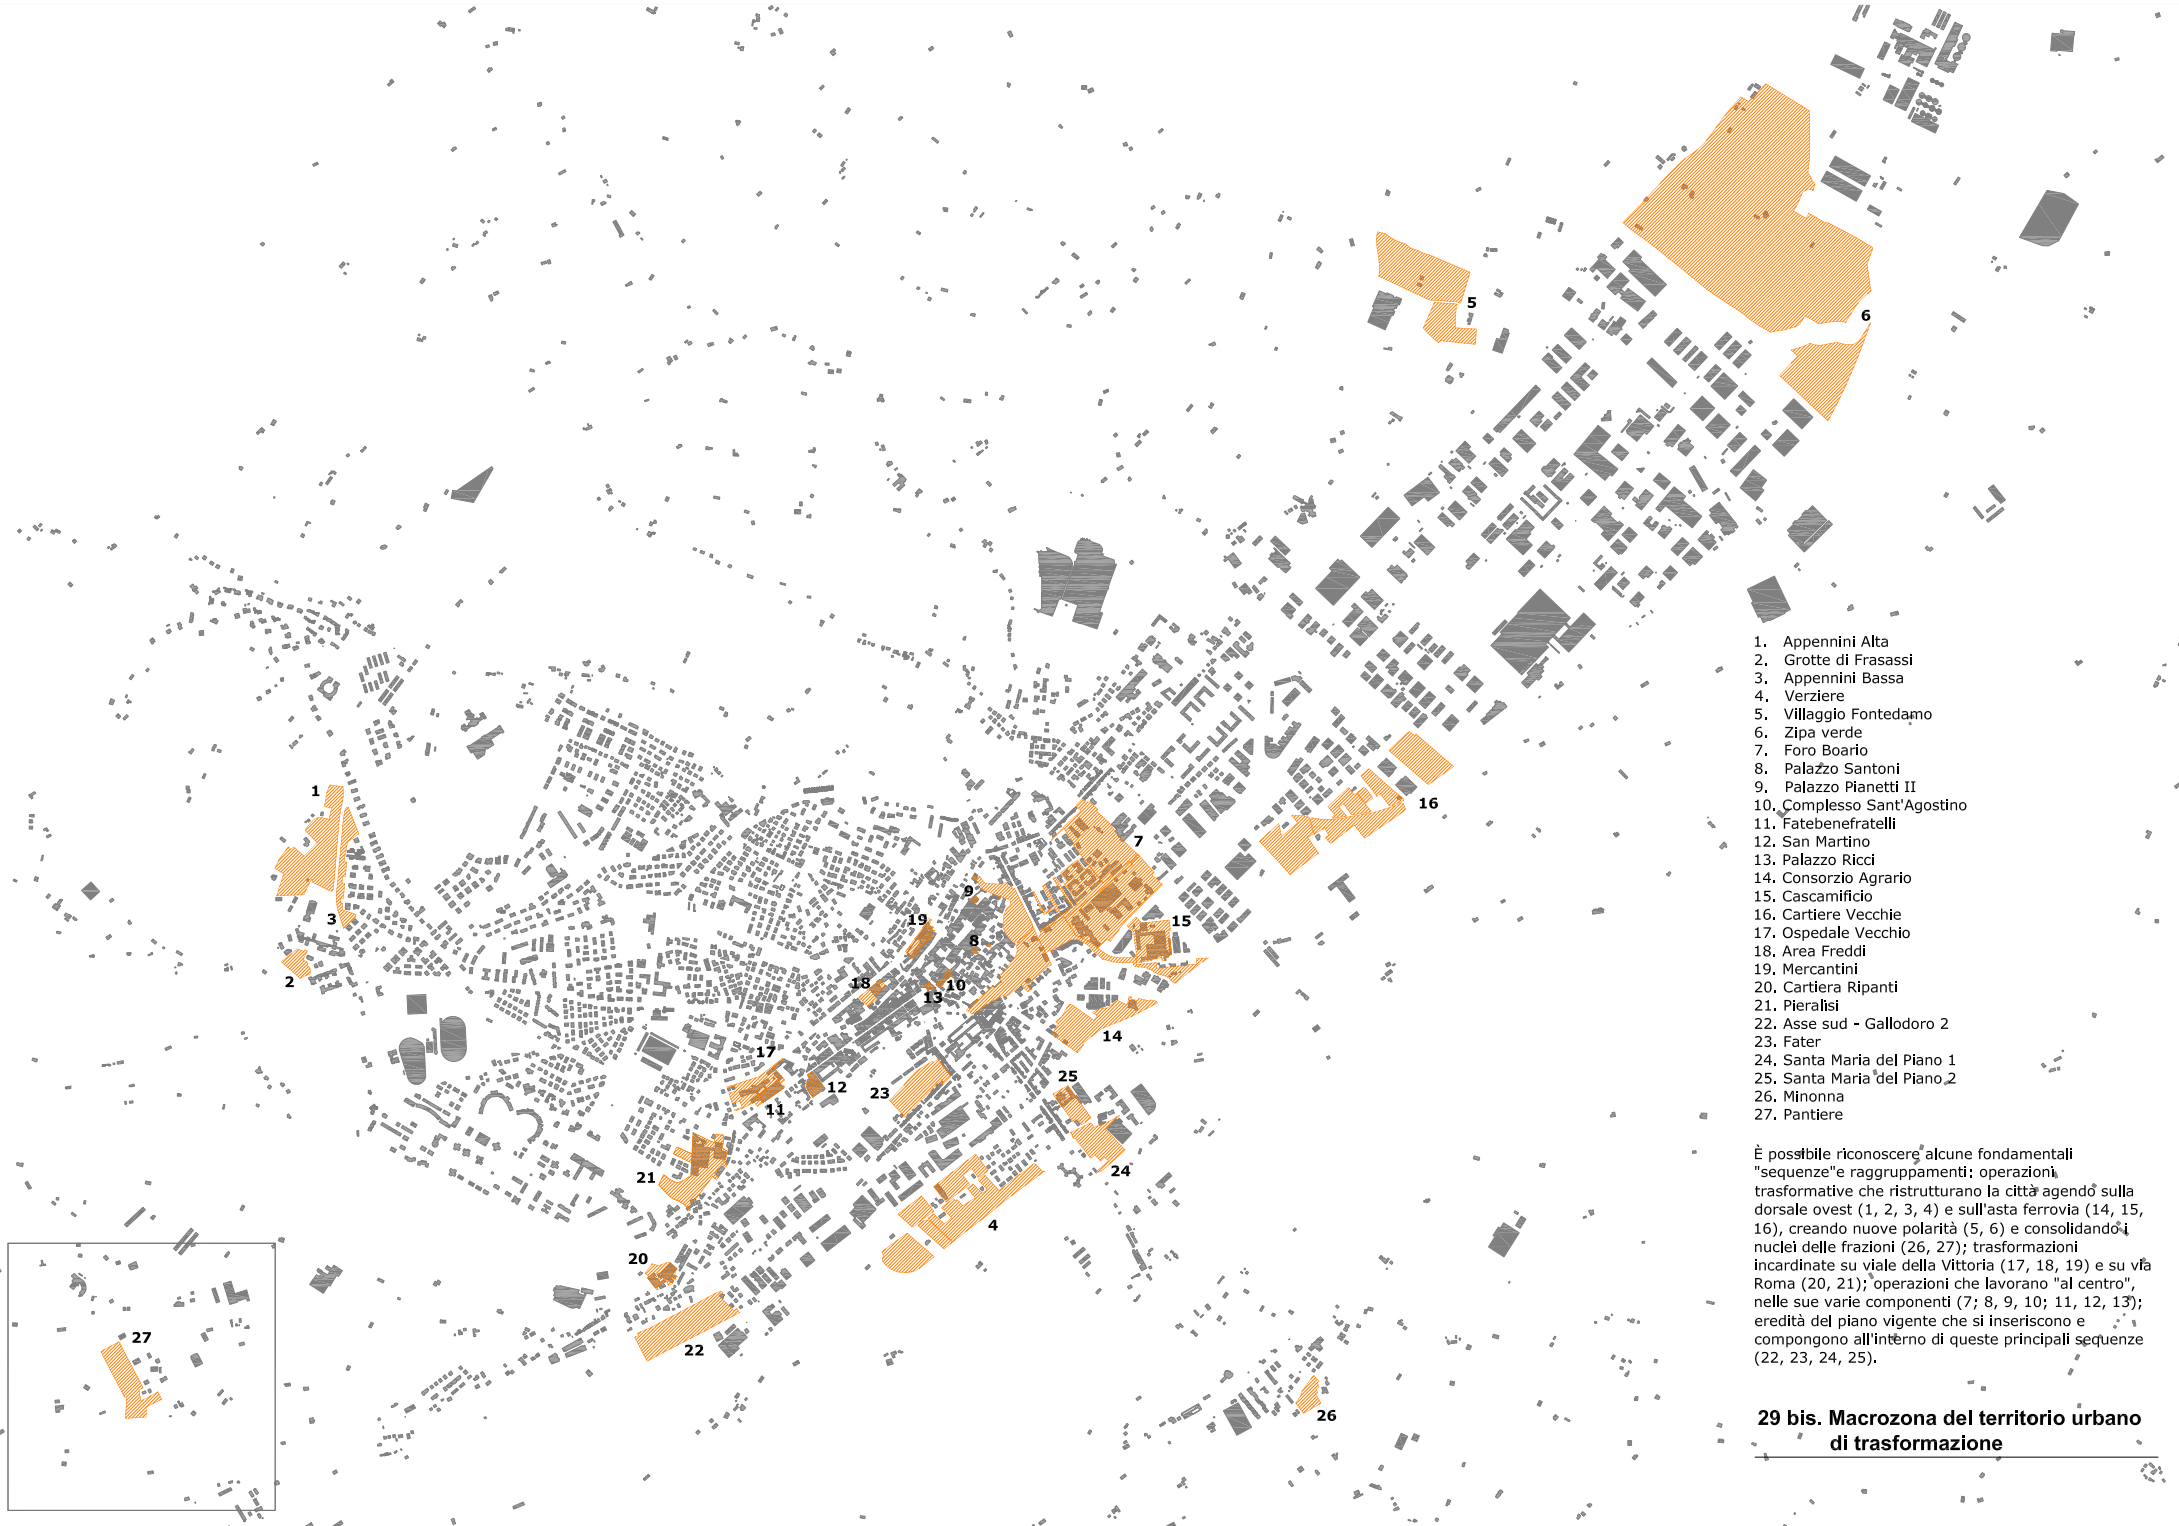 5
6
1
3
2
9
7
19
8
15
18
13
10
16
14
17
12
11
23
25
24
21
4
20
22
27
26
1. Appennini Alta
2. Grotte di Frasassi
3. Appennini Bassa
4. Verziere
5. Villaggio Fontedamo
6. Zipa verde
7. Foro Boario
8. Palazzo Santoni
9. Palazzo Pianetti II
10. Complesso Sant'Agostino
11. Fatebenefratelli
12. San Martino
13. Palazzo Ricci
14. Consorzio Agrario
15. Cascamificio
16. Cartiere Vecchie
17. Ospedale Vecchio
18. Area Freddi
19. Mercantini
20. Cartiera Ripanti
21. Pieralisi
22. Asse sud - Gallodoro 2
23. Fater
24. Santa Maria del Piano 1
25. Santa Maria del Piano 2
26. Minonna
27. Pantiere
È possibile riconoscere alcune fondamentali
"sequenze"e raggruppamenti: operazioni
trasformative che ristrutturano la città agendo sulla
dorsale ovest (1, 2, 3, 4) e sull'asta ferrovia (14, 15,
16), creando nuove polarità (5, 6) e consolidando i
nuclei delle frazioni (26, 27); trasformazioni
incardinate su viale della Vittoria (17, 18, 19) e su via
Roma (20, 21); operazioni che lavorano "al centro",
nelle sue varie componenti (7; 8, 9, 10; 11, 12, 13);
eredità del piano vigente che si inseriscono e
compongono all'interno di queste principali sequenze
(22, 23, 24, 25).
29 bis. Macrozona del territorio urbano
di trasformazione